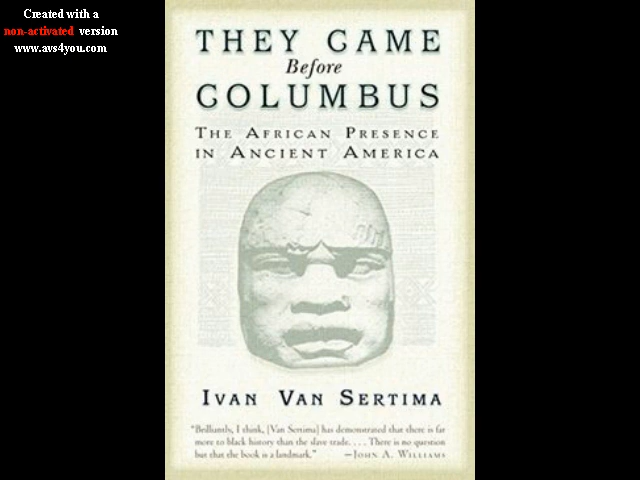 Created with a
non-activated version
www.avs4you.com
THEY CAME
Before
COLUMBUS
THE AFRICAN PRESENCE
IN ANCIENT AMERICA
IVAN VAN SERTIMA
"Brilliantly, I think, [Van Sertima] has demonstrated that there is far
more to black history than the slave trade. . . . There is no question
but that the book is a landmark." —JOHN A. WILLIAMS